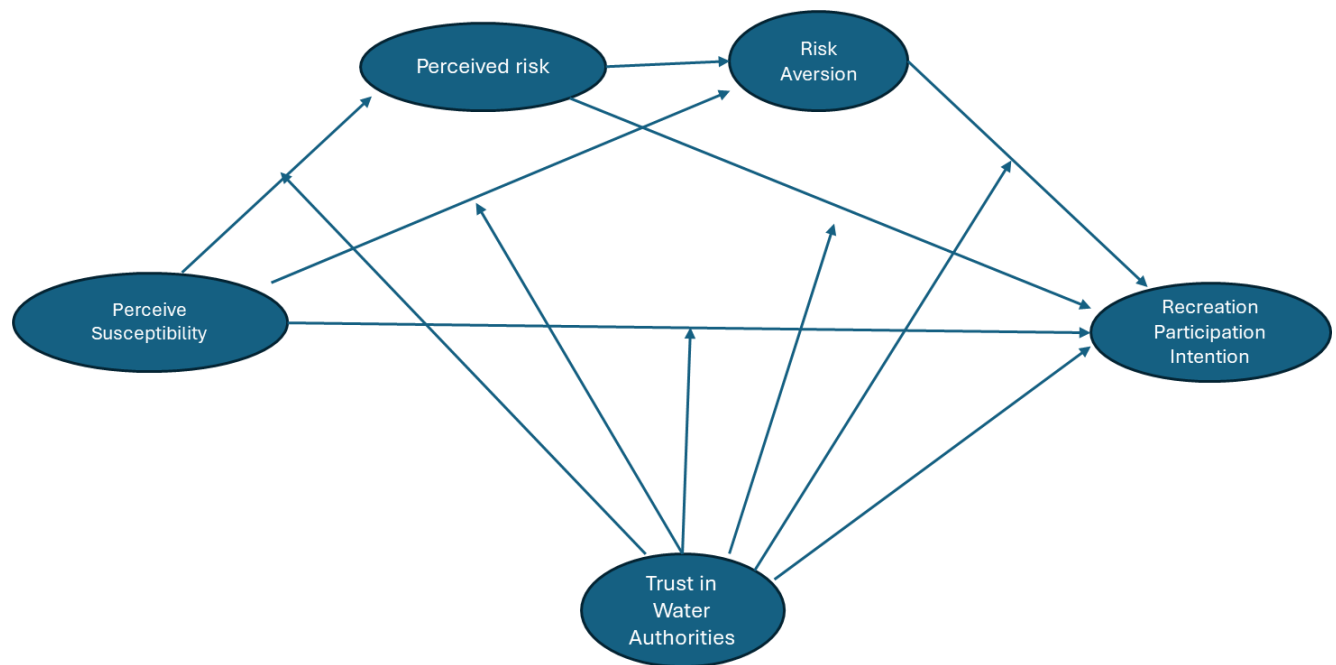 Perceived risk
Risk
Aversion
Perceive
Susceptibility
Recreation
Participation
Intention
Trust in
Water
Authorities